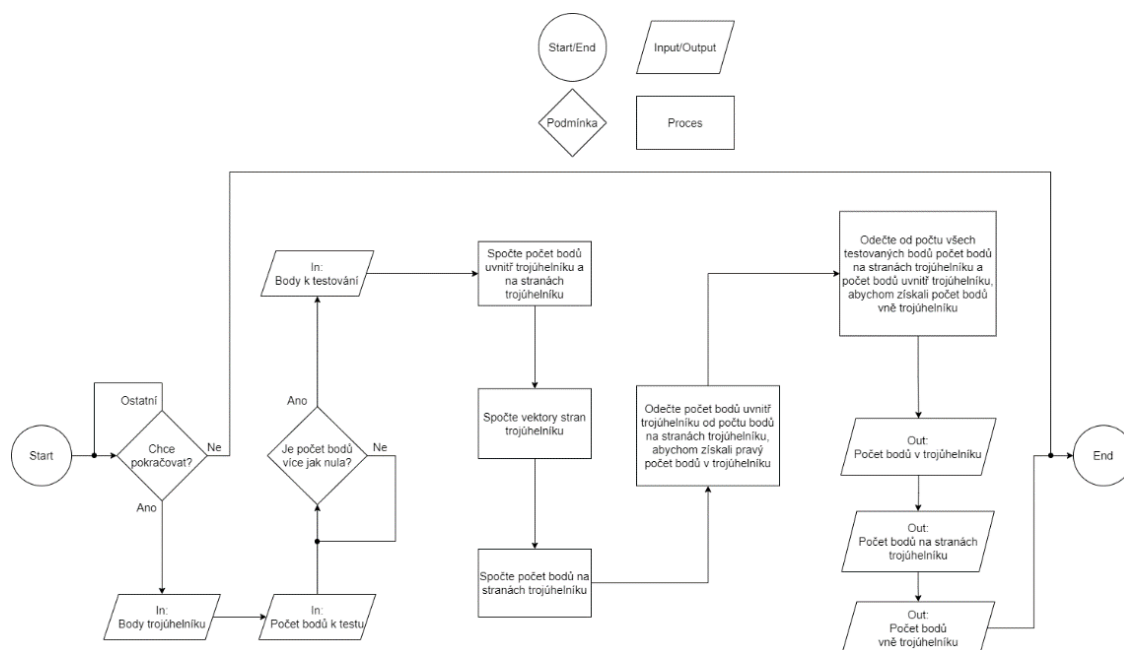 Start/End
Input/Output
Podmínka
Proces
Start
Ostatní
Chce
pokračovat?
Ne
Ano
In:
Body trojúhelníku
In:
Počet bodů k testu
Je počet bodů
více jak nula?
Ne
Ano
In:
Body k testování
Spočte počet bodů
uvnitř trojúhelníku a
na stranách
trojúhelníku
Spočte vektory stran
trojúhelníku
Spočte počet bodů na
stranách trojúhelníku
Odečte počet bodů uvnitř
trojúhelníku od počtu bodů
na stranách trojúhelníku,
abychom získali pravý
počet bodů v trojúhelníku
Odečte od počtu všech
testovaných bodů počet bodů
na stranách trojúhelníku a
počet bodů uvnitř trojúhelníku,
abychom získali počet bodů
vně trojúhelníku
Out:
Počet bodů v trojúhelníku
Out:
Počet bodů na stranách
trojúhelníku
Out:
Počet bodů
vně trojúhelníku
End